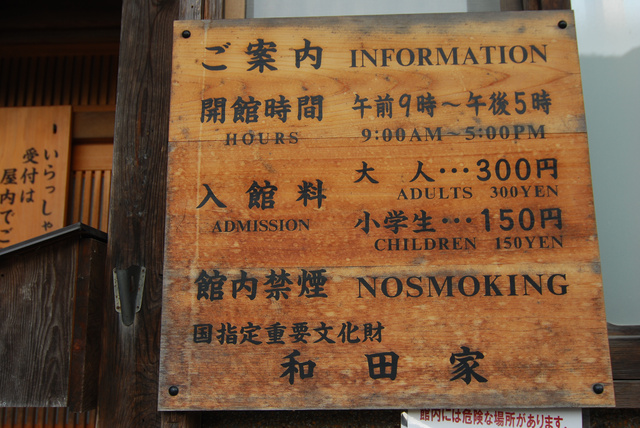 ご案内 INFORMATION
開館時間 午前9時～午後5時
HOURS 9:00AM~5:00PM
入館料 大人…300円
ADMISSION ADULTS 300YEN
小学生…150円
CHILDREN 150YEN
館内禁煙 NOSMOKING
国指定重要文化財
和田家
いらっしゃ
受付は
屋内でご
館内には危険な場所があります。